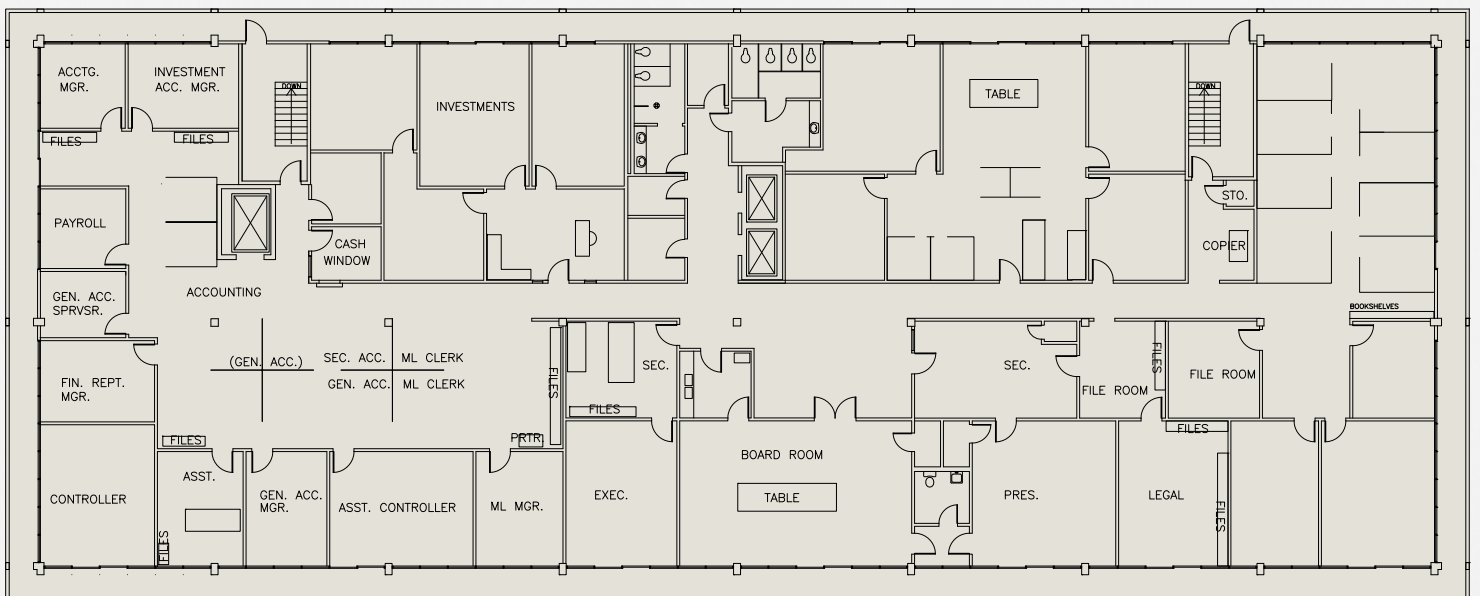 ACCTG.
MGR.
INVESTMENT
ACC. MGR.
FILES
FILES
DOWN
INVESTMENTS
TABLE
DOWN
PAYROLL
CASH
WINDOW
STO.
COPIER
GEN. ACC.
SPRVSR.
ACCOUNTING
BOOKSHELVES
(GEN. ACC.)
SEC. ACC.
ML CLERK
GEN. ACC.
ML CLERK
FIN. REPT.
MGR.
FILES
SEC.
FILES
SEC.
FILE ROOM
FILES
FILE ROOM
FILES
PRTR.
FILES
CONTROLLER
ASST.
FILES
GEN. ACC.
MGR.
ASST. CONTROLLER
ML MGR.
EXEC.
BOARD ROOM
TABLE
PRES.
LEGAL
FILES